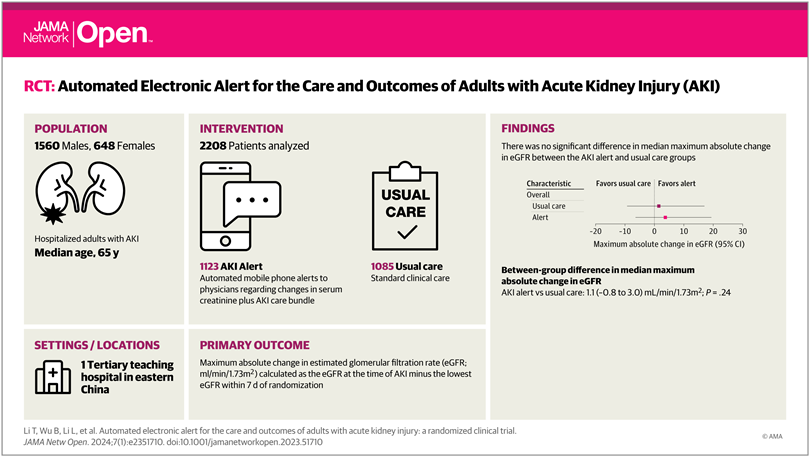 JAMA
Network
Open™
RCT: Automated Electronic Alert for the Care and Outcomes of Adults with Acute Kidney Injury (AKI)
POPULATION
1560 Males, 648 Females
Hospitalized adults with AKI
Median age, 65 y
INTERVENTION
2208 Patients analyzed
USUAL
CARE
1123 AKI Alert
Automated mobile phone alerts to
physicians regarding changes in serum
creatinine plus AKI care bundle
1085 Usual care
Standard clinical care
FINDINGS
There was no significant difference in median maximum absolute change
in eGFR between the AKI alert and usual care groups
Characteristic
Favors usual care
Favors alert
Overall
Usual care
Alert
–20 –10 0 10 20 30
Maximum absolute change in eGFR (95% CI)
Between-group difference in median maximum
absolute change in eGFR
AKI alert vs usual care: 1.1 (–0.8 to 3.0) mL/min/1.73m²; P = .24
SETTINGS / LOCATIONS
1 Tertiary teaching
hospital in eastern
China
PRIMARY OUTCOME
Maximum absolute change in estimated glomerular filtration rate (eGFR;
ml/min/1.73m²) calculated as the eGFR at the time of AKI minus the lowest
eGFR within 7 d of randomization
Li T, Wu B, Li L, et al. Automated electronic alert for the care and outcomes of adults with acute kidney injury: a randomized clinical trial.
JAMA Netw Open. 2024;7(1):e2351710. doi:10.1001/jamanetworkopen.2023.51710
© AMA